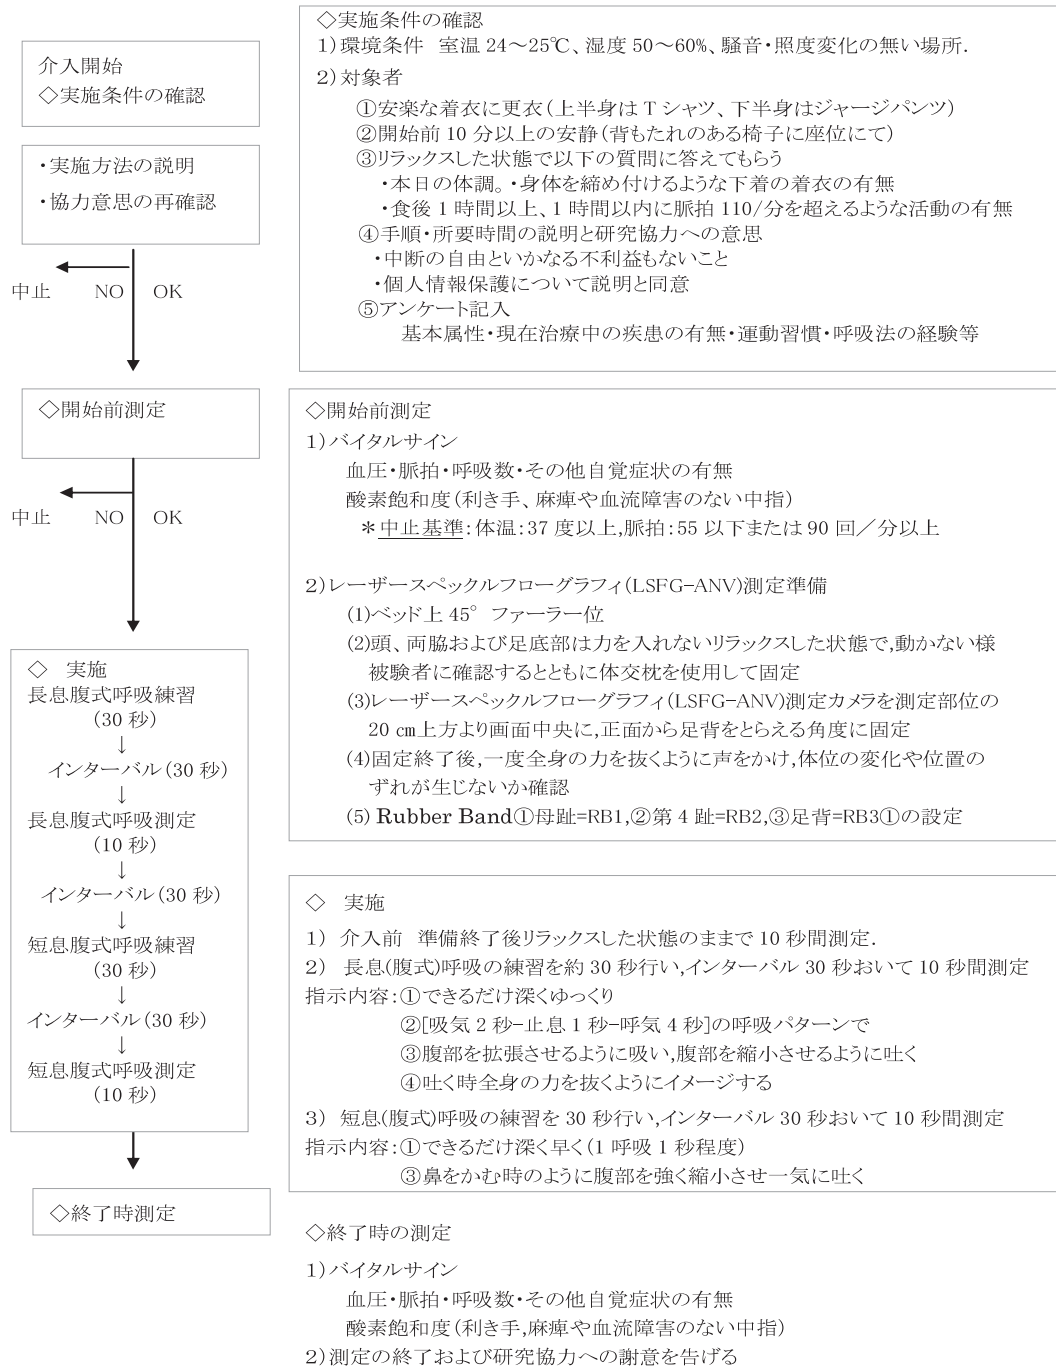 介入開始
◇実施条件の確認
・実施方法の説明
・協力意思の再確認
中止 NO OK
◇開始前測定
中止 NO OK
◇ 実施
長息腹式呼吸練習
(30 秒)
↓
インターバル(30 秒)
↓
長息腹式呼吸測定
(10 秒)
↓
インターバル(30 秒)
↓
短息腹式呼吸練習
(30 秒)
↓
インターバル(30 秒)
↓
短息腹式呼吸測定
(10 秒)
◇終了時測定
◇実施条件の確認
1)環境条件 室温 24～25℃、湿度 50～60%、騒音・照度変化の無い場所.
2)対象者
①安楽な着衣に更衣(上半身は T シャツ、下半身はジャージパンツ)
②開始前 10 分以上の安静(背もたれのある椅子に座位にて)
③リラックスした状態で以下の質問に答えてもらう
・本日の体調。・身体を締め付けるような下着の着衣の有無
・食後 1 時間以上、1 時間以内に脈拍 110/分を超えるような活動の有無
④手順・所要時間の説明と研究協力への意思
・中断の自由といかなる不利益もないこと
・個人情報保護について説明と同意
⑤アンケート記入
基本属性・現在治療中の疾患の有無・運動習慣・呼吸法の経験等
◇開始前測定
1)バイタルサイン
血圧・脈拍・呼吸数・その他自覚症状の有無
酸素飽和度(利き手、麻痺や血流障害のない中指)
＊中止基準:体温:37 度以上,脈拍:55 以下または 90 回／分以上
2)レーザースペックルフローグラフィ(LSFG-ANV)測定準備
(1)ベッド上 45° ファーラー位
(2)頭、両脇および足底部は力を入れないリラックスした状態で,動かない様
被験者に確認するとともに体交枕を使用して固定
(3)レーザースペックルフローグラフィ(LSFG-ANV)測定カメラを測定部位の
20 ㎝上方より画面中央に,正面から足背をとらえる角度に固定
(4)固定終了後,一度全身の力を抜くように声をかけ,体位の変化や位置の
ずれが生じないか確認
(5) Rubber Band①母趾=RB1,②第 4 趾=RB2,③足背=RB3①の設定
◇ 実施
1) 介入前 準備終了後リラックスした状態のままで 10 秒間測定.
2) 長息(腹式)呼吸の練習を約 30 秒行い,インターバル 30 秒おいて 10 秒間測定
指示内容:①できるだけ深くゆっくり
②[吸気 2 秒-止息 1 秒-呼気 4 秒]の呼吸パターンで
③腹部を拡張させるように吸い,腹部を縮小させるように吐く
④吐く時全身の力を抜くようにイメージする
3) 短息(腹式)呼吸の練習を 30 秒行い,インターバル 30 秒おいて 10 秒間測定
指示内容:①できるだけ深く早く(1 呼吸 1 秒程度)
③鼻をかむ時のように腹部を強く縮小させ一気に吐く
◇終了時の測定
1)バイタルサイン
血圧・脈拍・呼吸数・その他自覚症状の有無
酸素飽和度(利き手,麻痺や血流障害のない中指)
2)測定の終了および研究協力への謝意を告げる